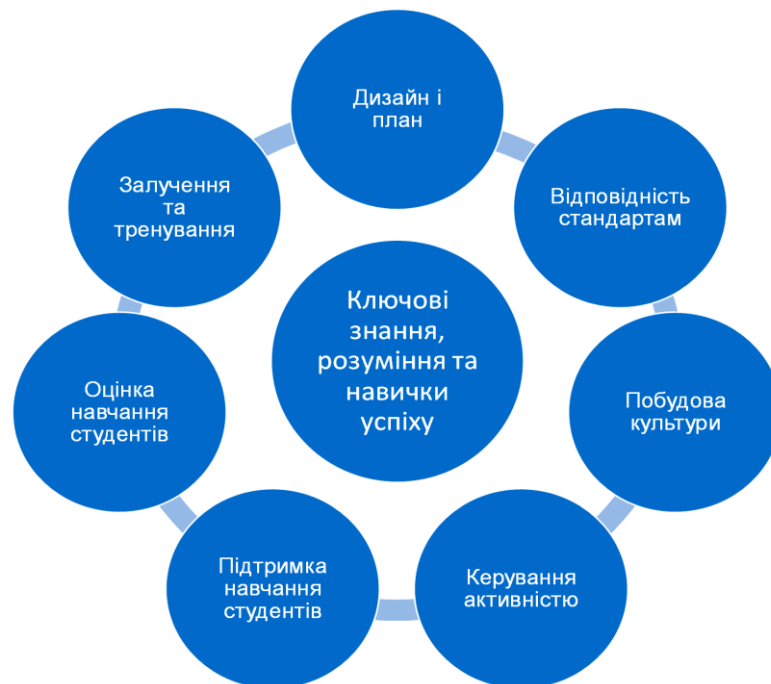 Дизайн і
план
Відповідність
стандартам
Побудова
культури
Керування
активністю
Підтримка
навчання
студентів
Оцінка
навчання
студентів
Залучення
та
тренування
Ключові
знання,
розуміння та
навички
успіху